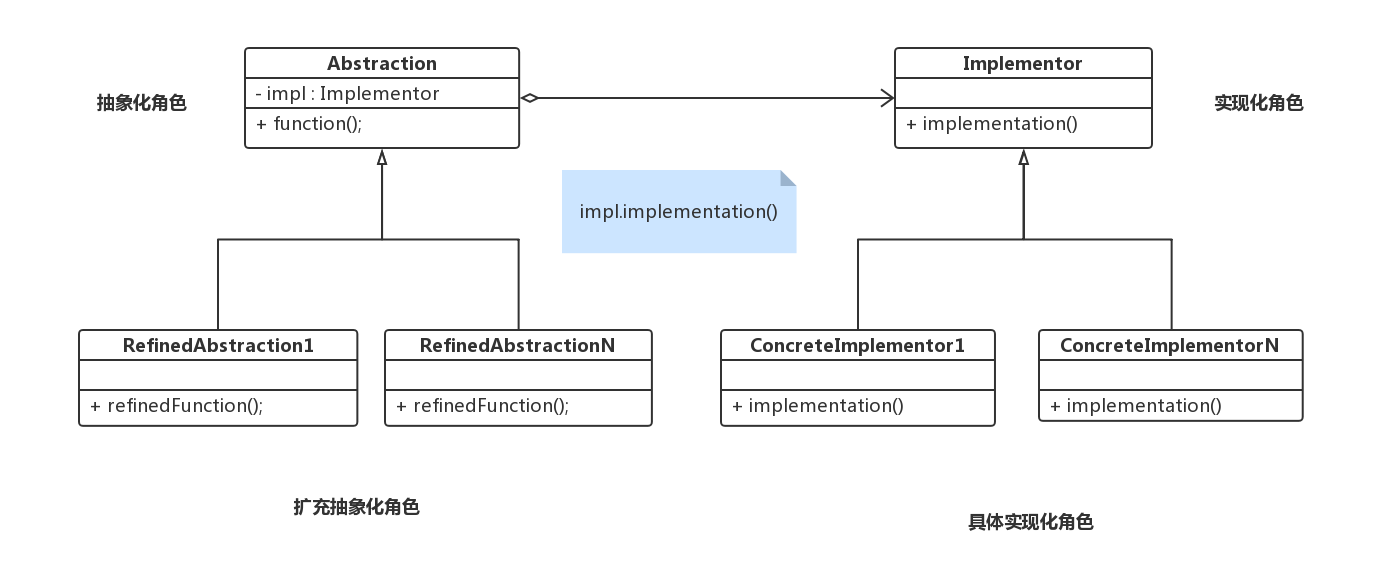 Abstraction
- impl : Implementor
+ function();
抽象化角色
Implementor
+ implementation()
实现化角色
impl.implementation()
RefinedAbstraction1
+ refinedFunction();
RefinedAbstractionN
+ refinedFunction();
ConcreteImplementor1
+ implementation()
ConcreteImplementorN
+ implementation()
扩充抽象化角色
具体实现化角色